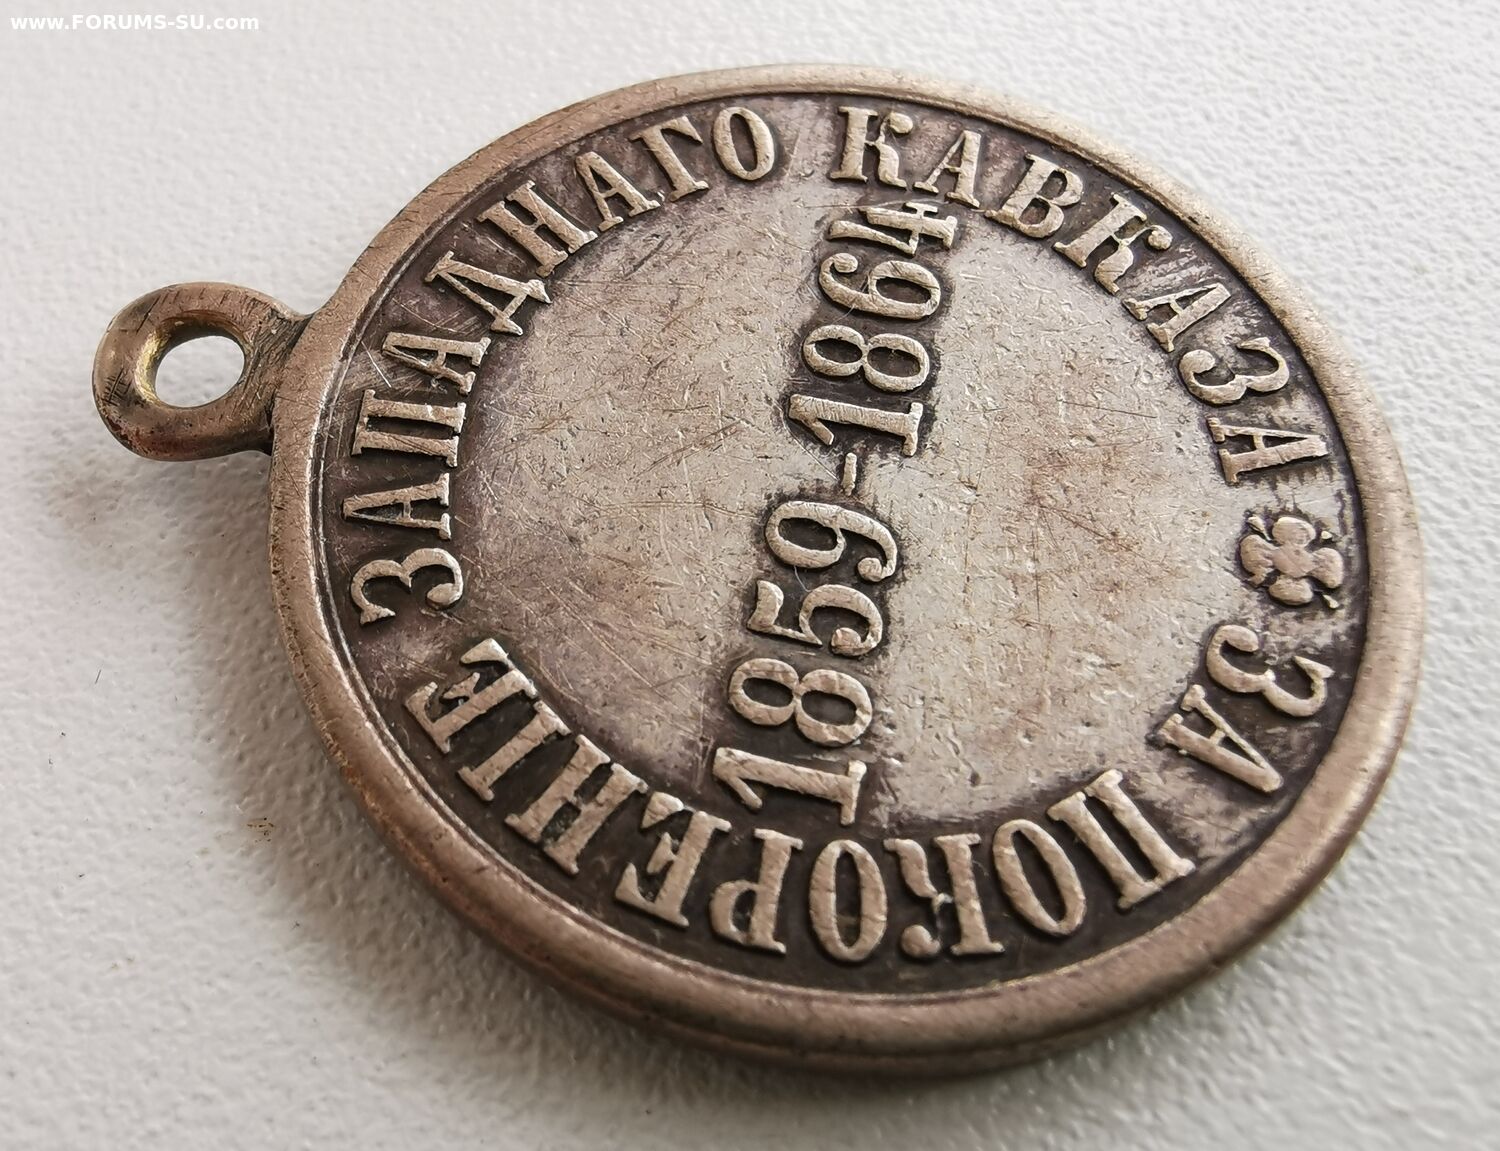 www.FORUMS-SU.com
ЗА ПОКОРЕНІЕ ЗАПАДНАГО КАВКАЗА
1859-1864